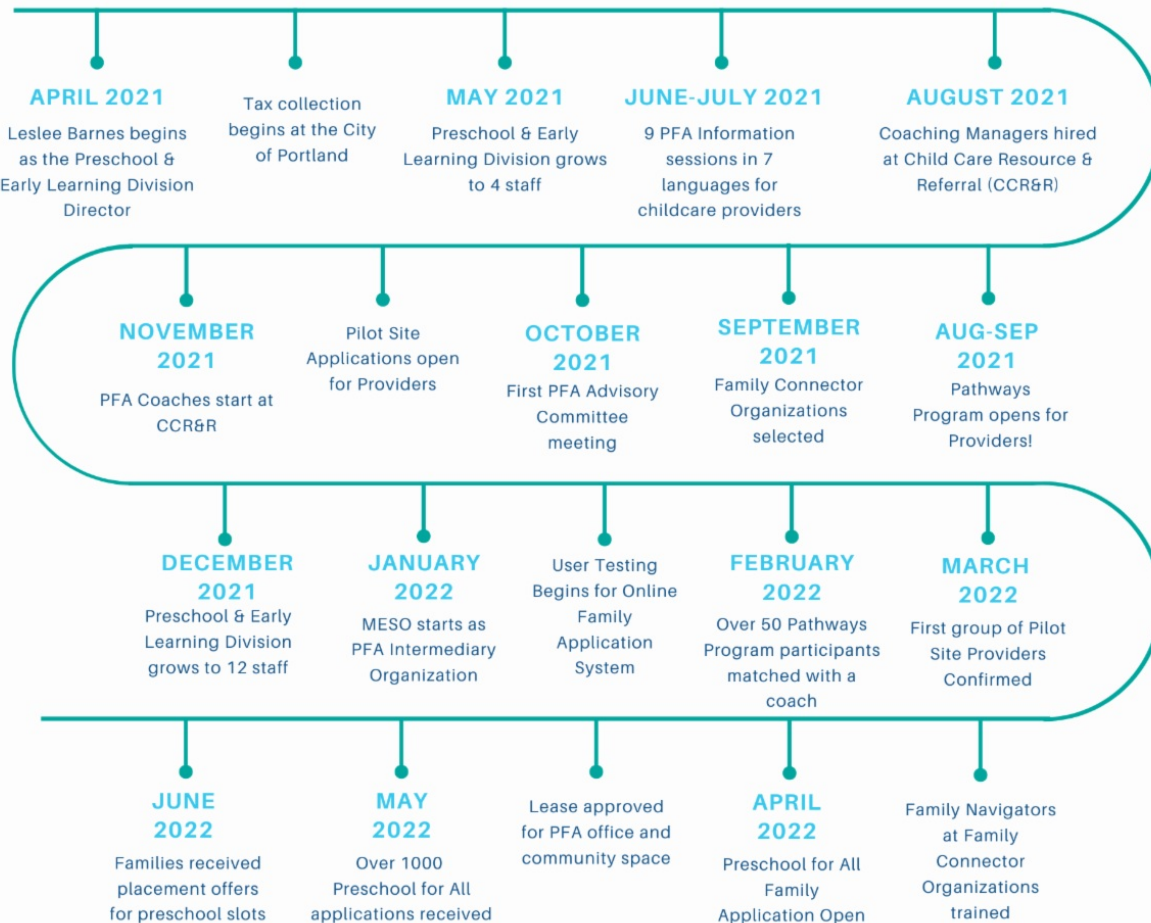 APRIL 2021
Leslee Barnes begins
as the Preschool &
Early Learning Division
Director
Tax collection
begins at the City
of Portland
MAY 2021
Preschool & Early
Learning Division grows
to 4 staff
JUNE-JULY 2021
9 PFA Information
sessions in 7
languages for
childcare providers
AUGUST 2021
Coaching Managers hired
at Child Care Resource &
Referral (CCR&R)
AUG-SEP
2021
Pathways
Program opens for
Providers!
SEPTEMBER
2021
Family Connector
Organizations
selected
OCTOBER
2021
First PFA Advisory
Committee
meeting
Pilot Site
Applications open
for Providers
NOVEMBER
2021
PFA Coaches start at
CCR&R
DECEMBER
2021
Preschool & Early
Learning Division
grows to 12 staff
JANUARY
2022
MESO starts as
PFA Intermediary
Organization
User Testing
Begins for Online
Family
Application
System
FEBRUARY
2022
Over 50 Pathways
Program participants
matched with a
coach
MARCH
2022
First group of Pilot
Site Providers
Confirmed
Family Navigators
at Family
Connector
Organizations
trained
APRIL
2022
Preschool for All
Family
Application Open
Lease approved
for PFA office and
community space
MAY
2022
Over 1000
Preschool for All
applications received
JUNE
2022
Families received
placement offers
for preschool slots